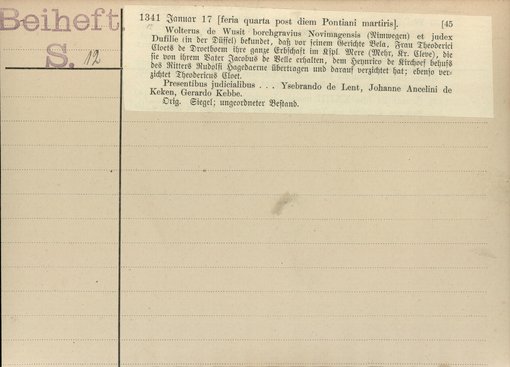 Beiheft
S. 12
1341 Januar 17 [feria quarta post diem Pontiani martiris]. [45
Wolterus de Wusit borchgravius Novimagensis (Nimwegen) et judex
Duflie (in der Düffel) bekundet, daß vor seinem Gerichte Bela, Frau Theoderici
Cloets de Droethoem ihre ganze Erbschaft im Kspl. Mere (Mehr, Kr. Cleve), die
sie von ihrem Vater Jacobus de Velle erhalten, dem Heynrico de Kirchoef behufs
des Ritters Rudolfi Hagedaerne übertragen und darauf verzichtet hat; ebenso ver-
zichtet Theodericus Cloet.
Presentibus judicialibus . . . Ysebrando de Lent, Johanne Ancelini de
Keken, Gerardo Kebbe.
Orig. Siegel; ungeordneter Bestand.